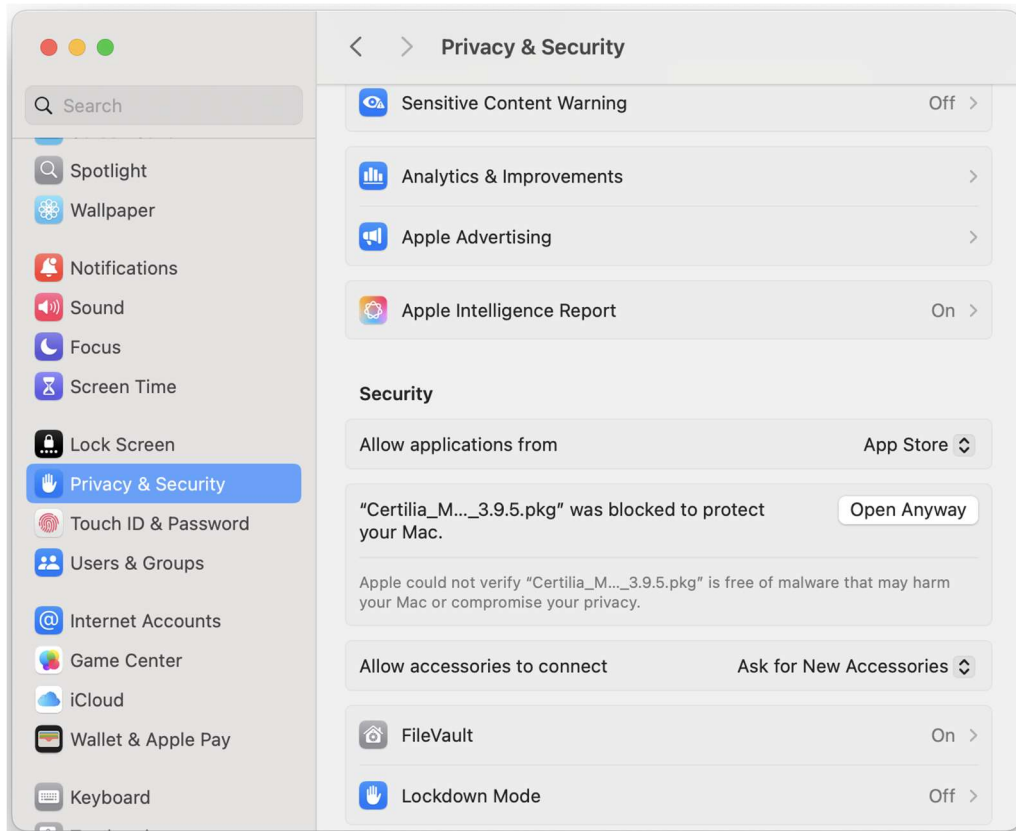 Privacy & Security
Search
Spotlight
Wallpaper
Notifications
Sound
Focus
Screen Time
Lock Screen
Privacy & Security
Touch ID & Password
Users & Groups
Internet Accounts
Game Center
iCloud
Wallet & Apple Pay
Keyboard
Sensitive Content Warning Off
Analytics & Improvements
Apple Advertising
Apple Intelligence Report On
Security
Allow applications from App Store
“Certilia_M..._3.9.5.pkg” was blocked to protect
your Mac.
Open Anyway
Apple could not verify “Certilia_M..._3.9.5.pkg” is free of malware that may harm
your Mac or compromise your privacy.
Allow accessories to connect Ask for New Accessories
FileVault On
Lockdown Mode Off